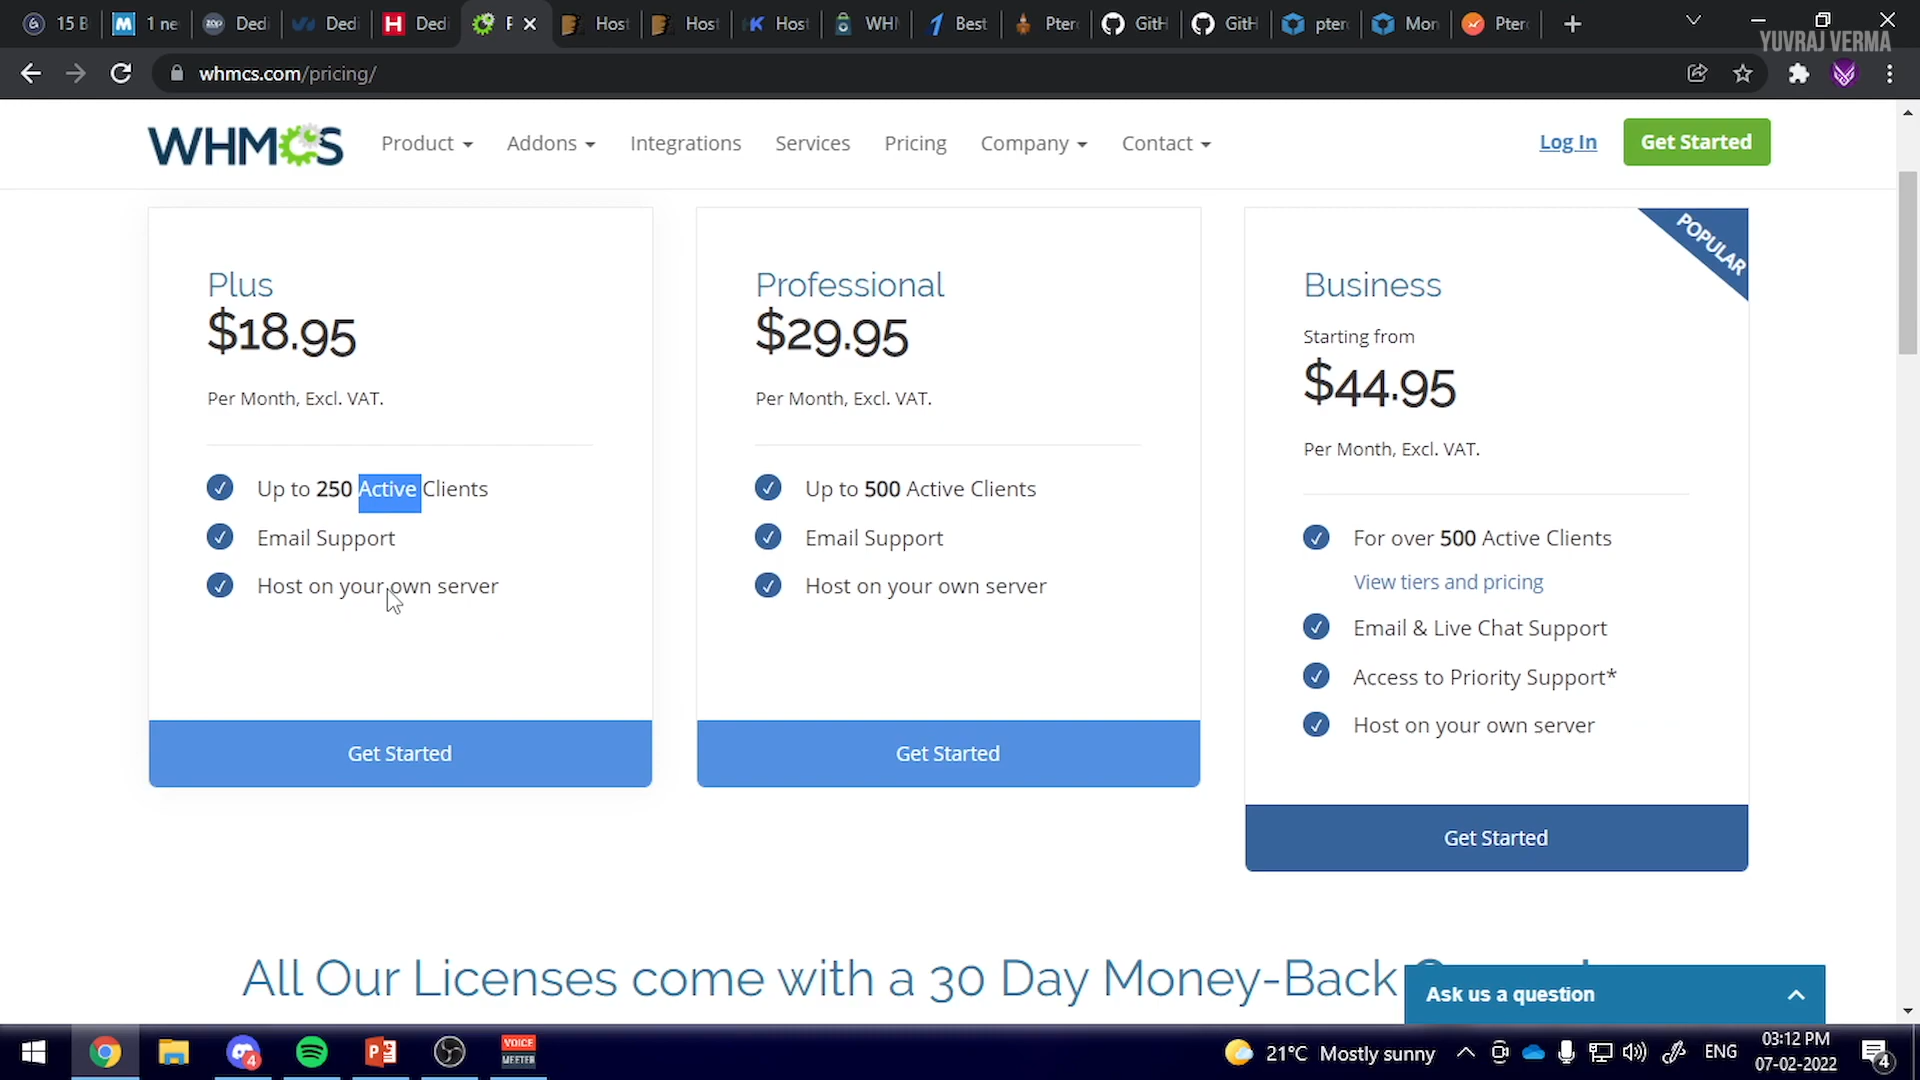 15 B
1 ne
Dedi
Dedi
Dedi
Host
Host
Host
WHM
Best
Ptero
GitH
GitH
ptero
Mon
Ptero
YUVRAJ VERMA
whmcs.com/pricing/
WHMCS
Product
Addons
Integrations
Services
Pricing
Company
Contact
Log In
Get Started
Plus
$18.95
Per Month, Excl. VAT.
Up to 250 Active Clients
Email Support
Host on your own server
Get Started
Professional
$29.95
Per Month, Excl. VAT.
Up to 500 Active Clients
Email Support
Host on your own server
Get Started
POPULAR
Business
Starting from
$44.95
Per Month, Excl. VAT.
For over 500 Active Clients
View tiers and pricing
Email & Live Chat Support
Access to Priority Support*
Host on your own server
Get Started
All Our Licenses come with a 30 Day Money-Back
Ask us a question
VOICE
MEETER
4
21°C Mostly sunny
ENG
03:12 PM
07-02-2022
4